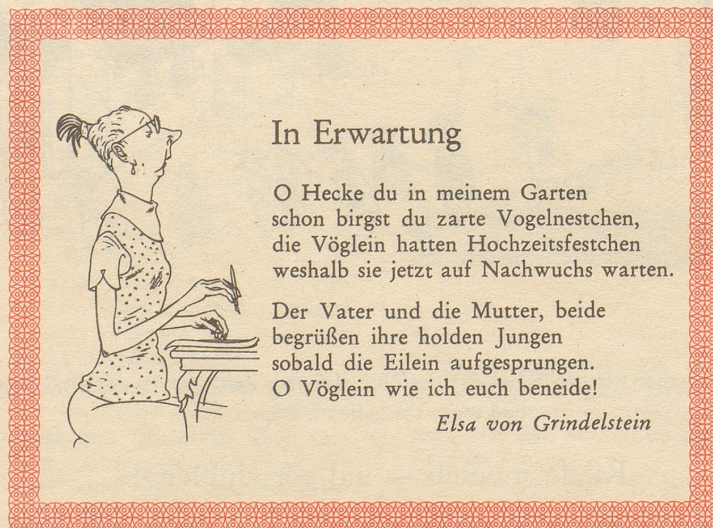 In Erwartung
O Hecke du in meinem Garten
schon birgst du zarte Vogelnestchen,
die Vöglein hatten Hochzeitsfestchen
weshalb sie jetzt auf Nachwuchs warten.
Der Vater und die Mutter, beide
begrüßen ihre holden Jungen
sobald die Eilein aufgesprungen.
O Vöglein wie ich euch beneide!
Elsa von Grindelstein